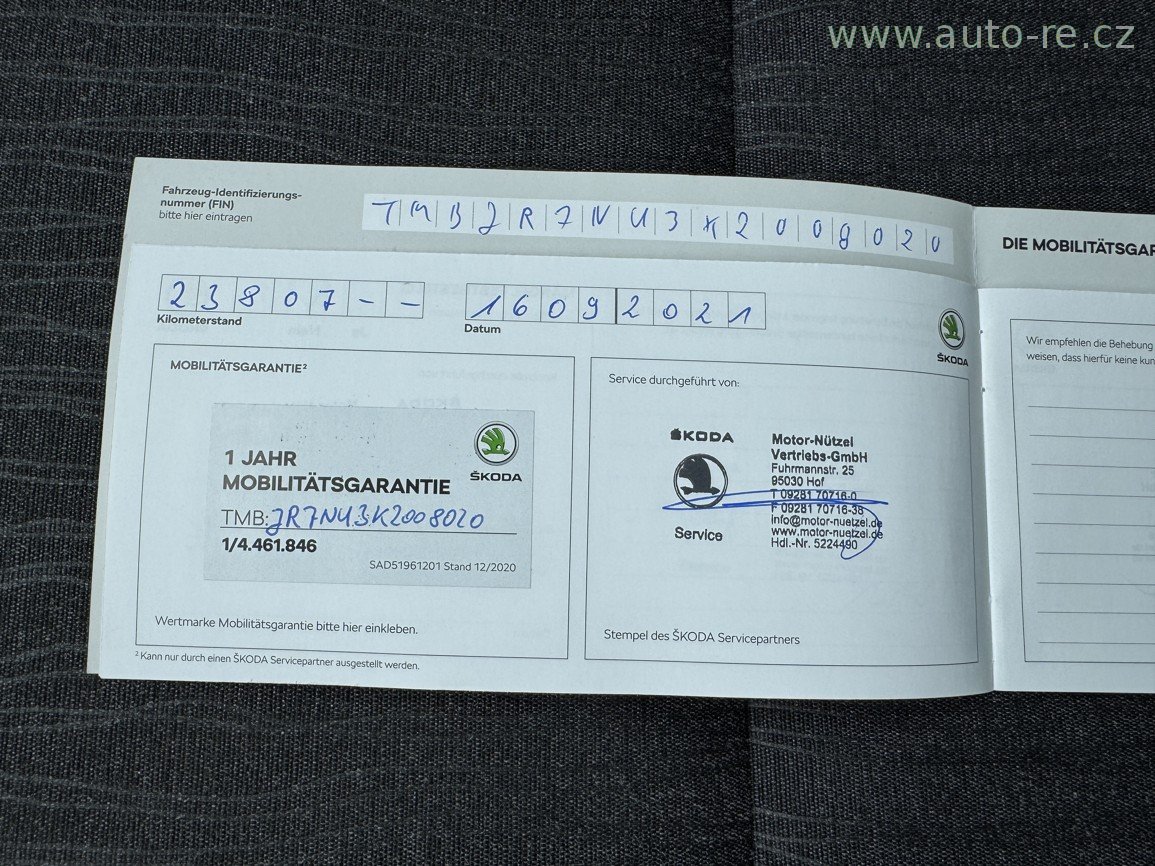 www.auto-re.cz
Fahrzeug-Identifizierungs-
nummer (FIN)
bitte hier eintragen
TMBJR7NU3K2008020
DIE MOBILITÄTSGAR
23807--
Kilometerstand
16092021
Datum
ŠKODA
MOBILITÄTSGARANTIE²
1 JAHR
MOBILITÄTSGARANTIE
ŠKODA
TMB:JR7NU3K2008020
1/4.461.846
SAD51961201 Stand 12/2020
Wertmarke Mobilitätsgarantie bitte hier einkleben.
² Kann nur durch einen ŠKODA Servicepartner ausgestellt werden.
Service durchgeführt von:
ŠKODA
Service
Motor-Nützel
Vertriebs-GmbH
Fuhrmannstr. 25
95030 Hof
T 09281 70716-0
F 09281 70716-38
info@motor-nuetzel.de
www.motor-nuetzel.de
Hdl.-Nr. 5224490
Stempel des ŠKODA Servicepartners
Wir empfehlen die Behebung
weisen, dass hierfür keine kun